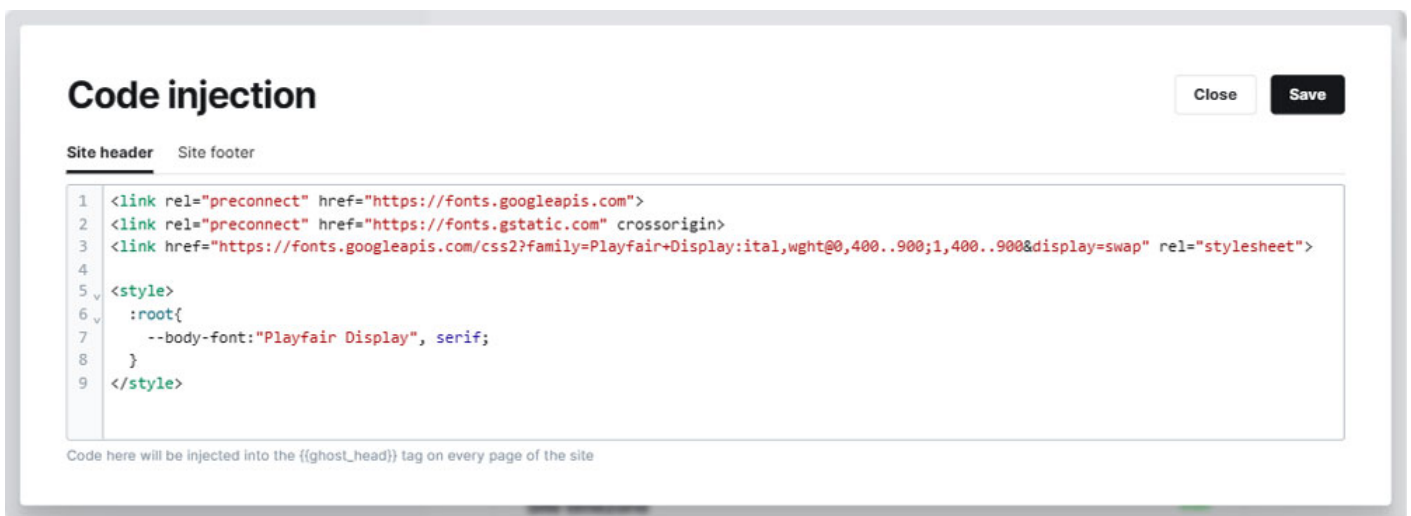 Code injection
Close
Save
Site header
Site footer
1 <link rel="preconnect" href="https://fonts.googleapis.com">
2 <link rel="preconnect" href="https://fonts.gstatic.com" crossorigin>
3 <link href="https://fonts.googleapis.com/css2?family=Playfair+Display:ital,wght@0,400..900;1,400..900&display=swap" rel="stylesheet">
4
5 <style>
6   :root{
7     --body-font:"Playfair Display", serif;
8   }
9 </style>
Code here will be injected into the {{ghost_head}} tag on every page of the site